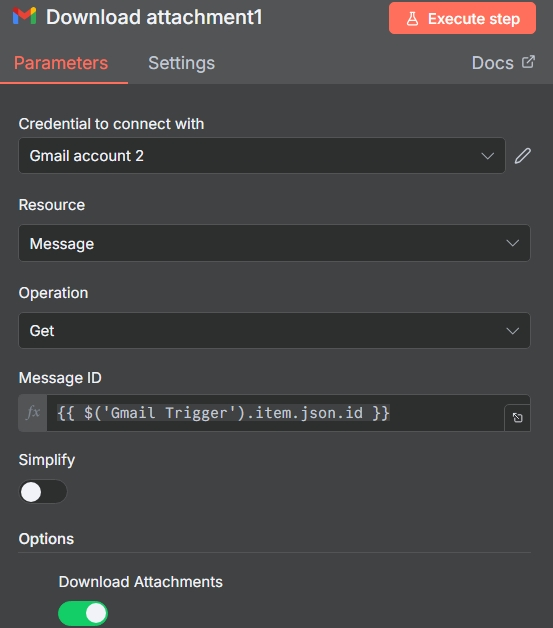 Download attachment1
Execute step
Parameters
Settings
Docs
Credential to connect with
Gmail account 2
Resource
Message
Operation
Get
Message ID
fx {{ $('Gmail Trigger').item.json.id }}
Simplify
Options
Download Attachments